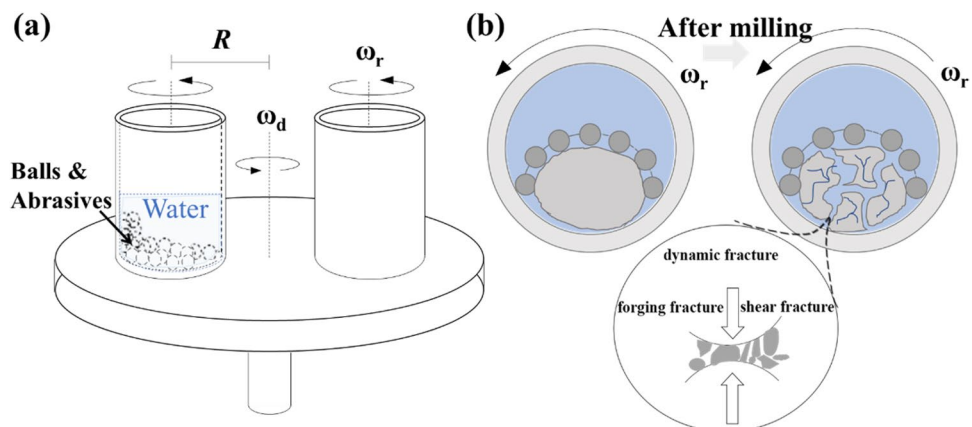 (a)
R
ωr
ωd
Balls &
Abrasives
Water
(b)
After milling
ωr
ωr
dynamic fracture
forging fracture
shear fracture